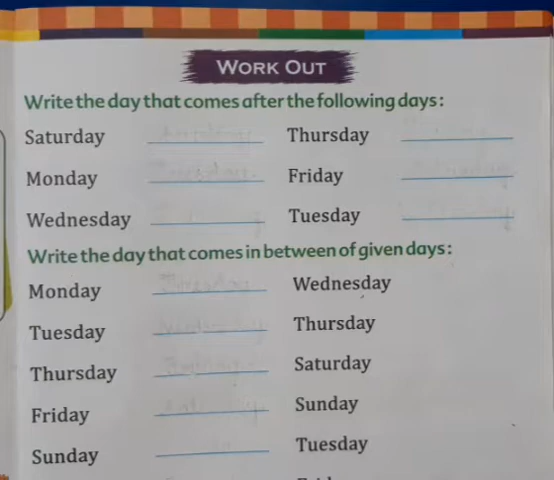 WORK OUT
Write the day that comes after the following days:
Saturday Thursday
Monday Friday
Wednesday Tuesday
Write the day that comes in between of given days:
Monday Wednesday
Tuesday Thursday
Thursday Saturday
Friday Sunday
Sunday Tuesday